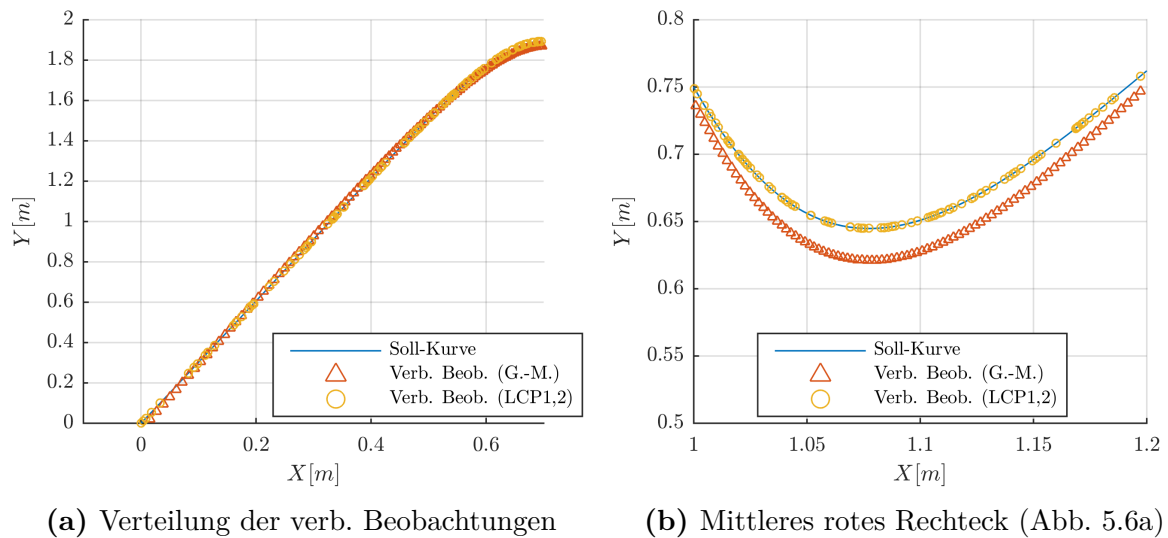 2
1.8
1.6
1.4
1.2
1
0.8
0.6
0.4
0.2
0
Y[m]
0
0.2
0.4
0.6
X[m]
Soll-Kurve
Verb. Beob. (G.-M.)
Verb. Beob. (LCP1,2)
(a) Verteilung der verb. Beobachtungen
0.8
0.75
0.7
0.65
0.6
0.55
0.5
Y[m]
1
1.05
1.1
1.15
1.2
X[m]
Soll-Kurve
Verb. Beob. (G.-M.)
Verb. Beob. (LCP1,2)
(b) Mittleres rotes Rechteck (Abb. 5.6a)